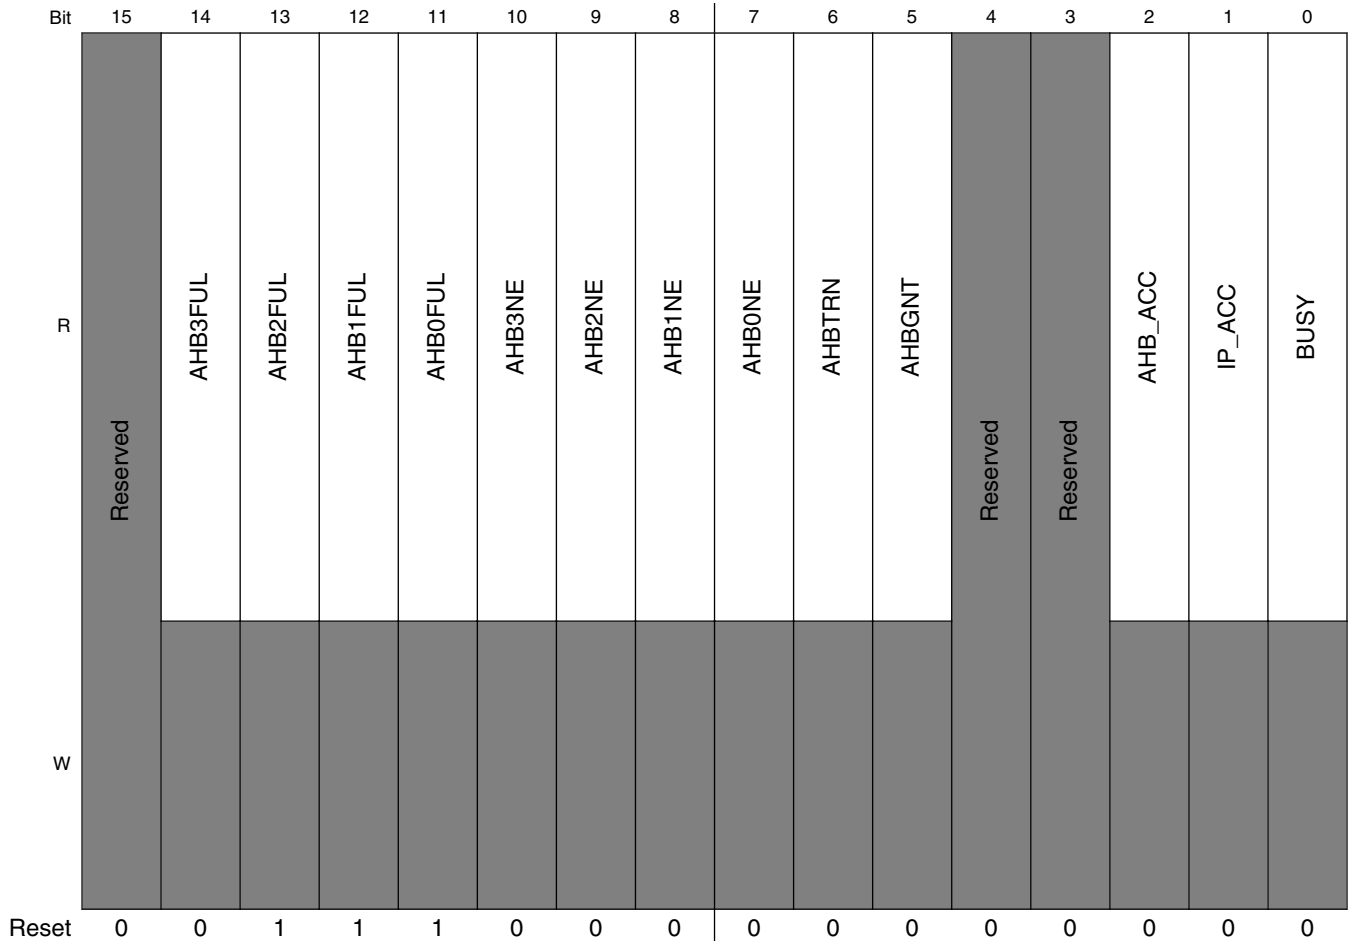 Bit 15 14 13 12 11 10 9 8 7 6 5 4 3 2 1 0
R Reserved AHB3FUL AHB2FUL AHB1FUL AHB0FUL AHB3NE AHB2NE AHB1NE AHB0NE AHBTRN AHBGNT Reserved Reserved AHB_ACC IP_ACC BUSY
W
Reset 0 0 1 1 1 0 0 0 0 0 0 0 0 0 0 0